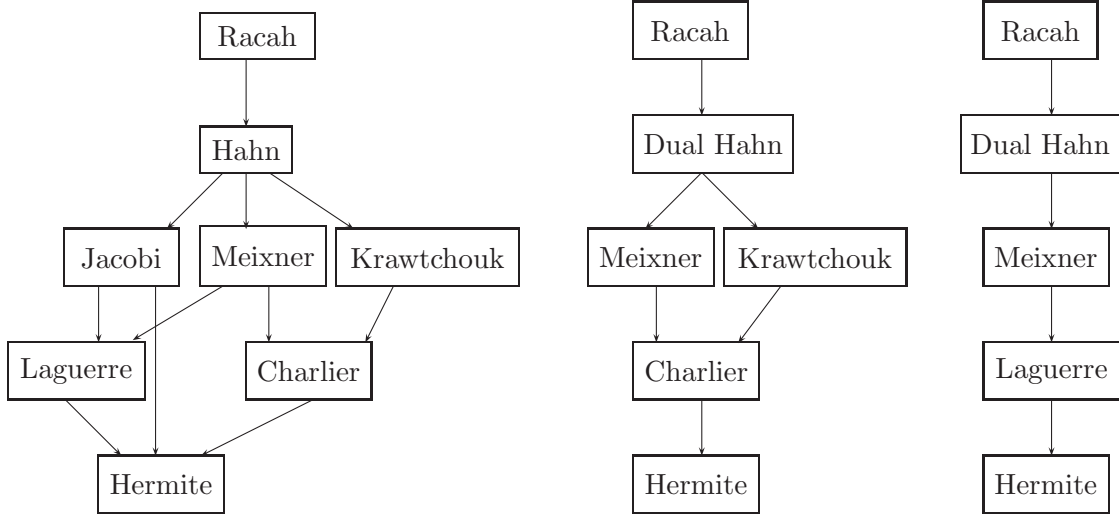 Racah
Hahn
Jacobi
Meixner
Krawtchouk
Laguerre
Charlier
Hermite
Racah
Dual Hahn
Meixner
Krawtchouk
Charlier
Hermite
Racah
Dual Hahn
Meixner
Laguerre
Hermite